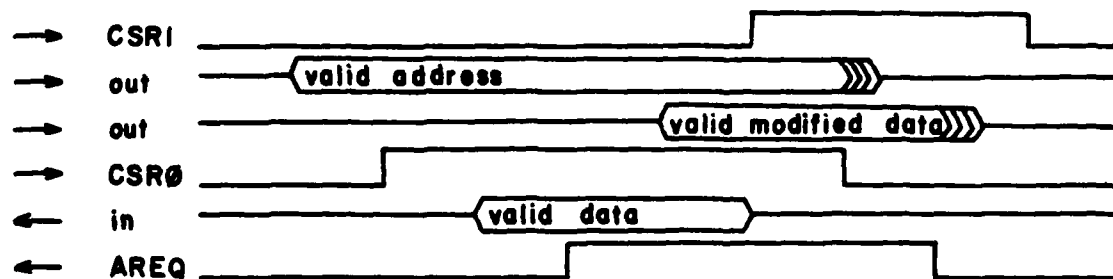 CSR1
out valid address
out valid modified data
CSRØ
in valid data
AREQ